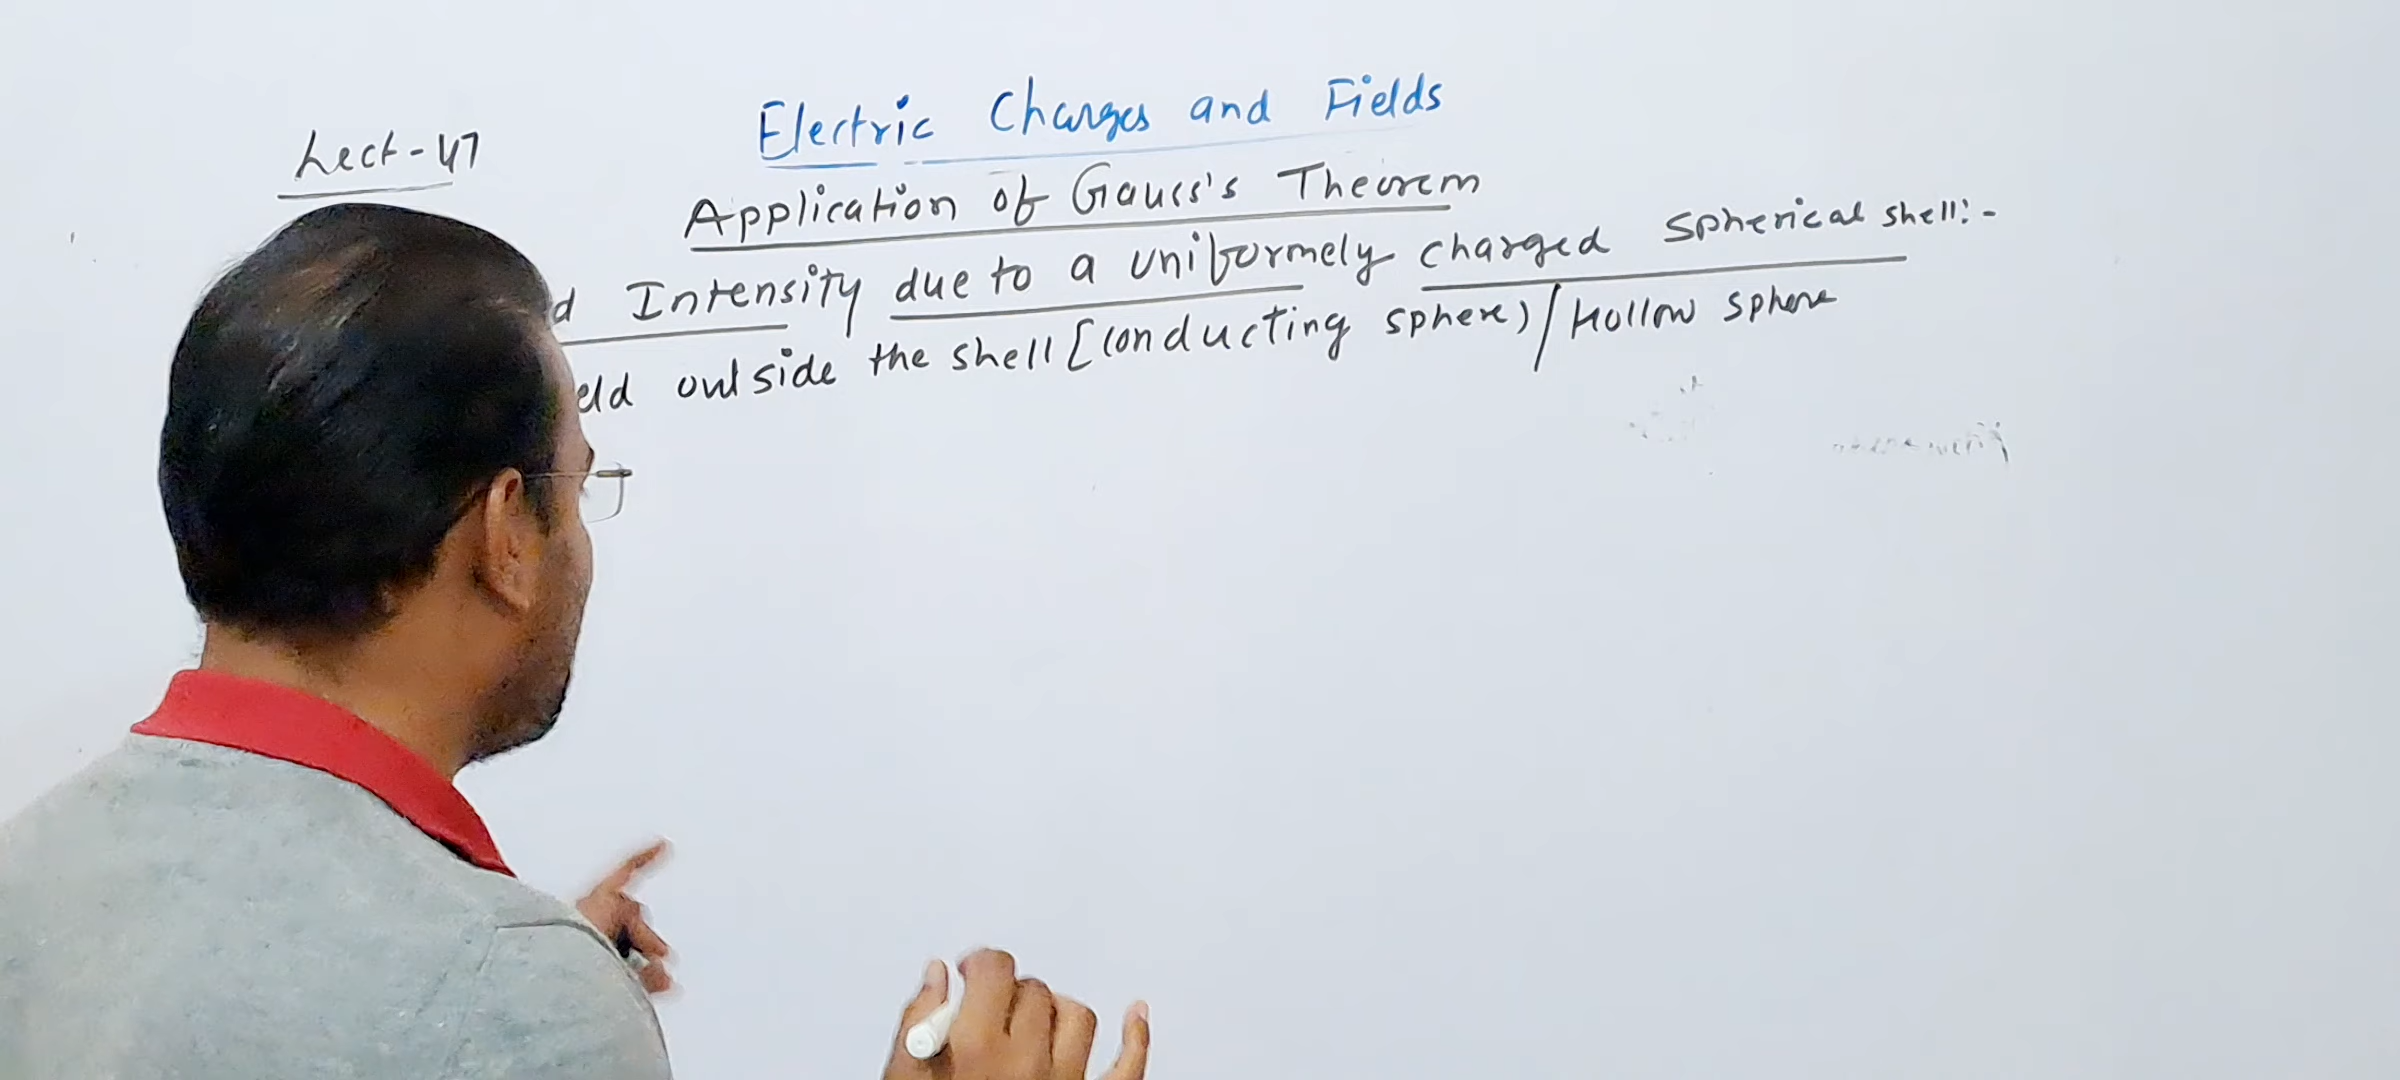 Electric Charges and Fields
Lect-47
Application of Gauss's Theorem
d Intensity due to a uniformely charged spherical shell:-
eld outside the shell [conducting sphere) / Hollow sphere